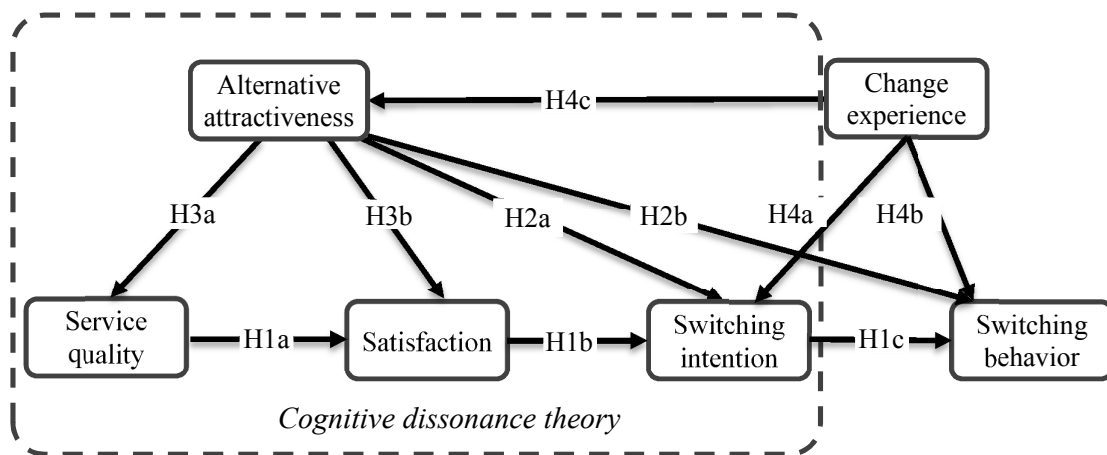 Alternative
attractiveness
Change
experience
H4c
H3a
H3b
H2a
H2b
H4a
H4b
Service
quality
H1a
Satisfaction
H1b
Switching
intention
H1c
Switching
behavior
Cognitive dissonance theory